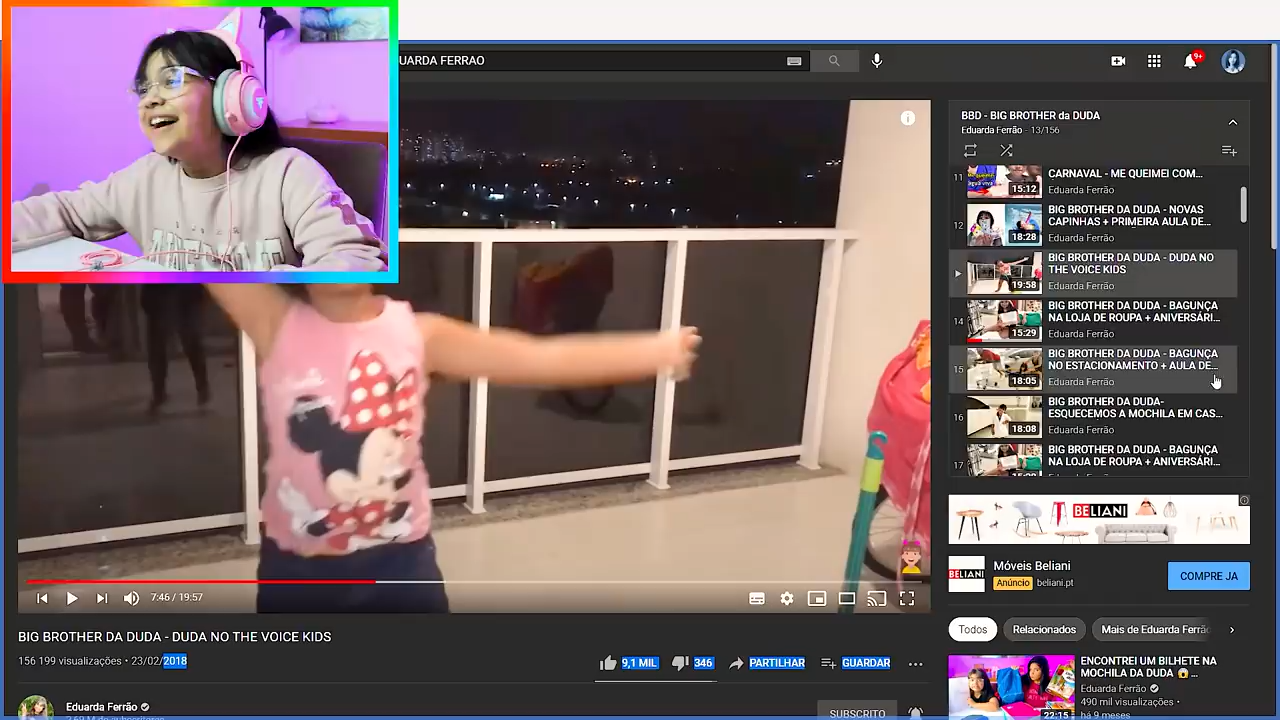 UARDA FERRAO
9+
BBD - BIG BROTHER da DUDA
Eduarda Ferrão - 13/156
11
15:12
CARNAVAL - ME QUEIMEI COM...
Eduarda Ferrão
12
18:28
BIG BROTHER DA DUDA - NOVAS
CAPINHAS + PRIMEIRA AULA DE...
Eduarda Ferrão
19:58
BIG BROTHER DA DUDA - DUDA NO
THE VOICE KIDS
Eduarda Ferrão
14
15:29
BIG BROTHER DA DUDA - BAGUNÇA
NA LOJA DE ROUPA + ANIVERSÁRI...
Eduarda Ferrão
15
18:05
BIG BROTHER DA DUDA - BAGUNÇA
NO ESTACIONAMENTO + AULA DE...
Eduarda Ferrão
16
18:08
BIG BROTHER DA DUDA-
ESQUECEMOS A MOCHILA EM CAS...
Eduarda Ferrão
17
BIG BROTHER DA DUDA - BAGUNÇA
NA LOJA DE ROUPA + ANIVERSÁRI...
BELIANI
BELIANI
Móveis Beliani
Anúncio beliani.pt
COMPRE JA
7:46 / 19:57
BIG BROTHER DA DUDA - DUDA NO THE VOICE KIDS
156 199 visualizações • 23/02/2018
9,1 MIL
346
PARTILHAR
GUARDAR
Eduarda Ferrão
SUBSCRITO
Todos
Relacionados
Mais de Eduarda Ferrão
22:15
ENCONTREI UM BILHETE NA
MOCHILA DA DUDA 😱...
Eduarda Ferrão
490 mil visualizações •
há 9 meses